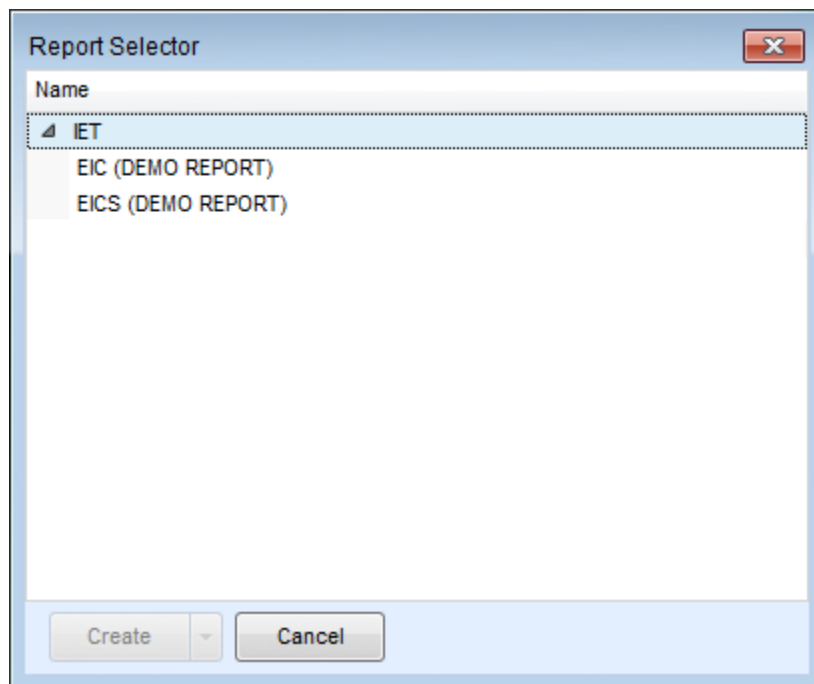 Report Selector
Name
IET
EIC (DEMO REPORT)
EICS (DEMO REPORT)
Create Cancel